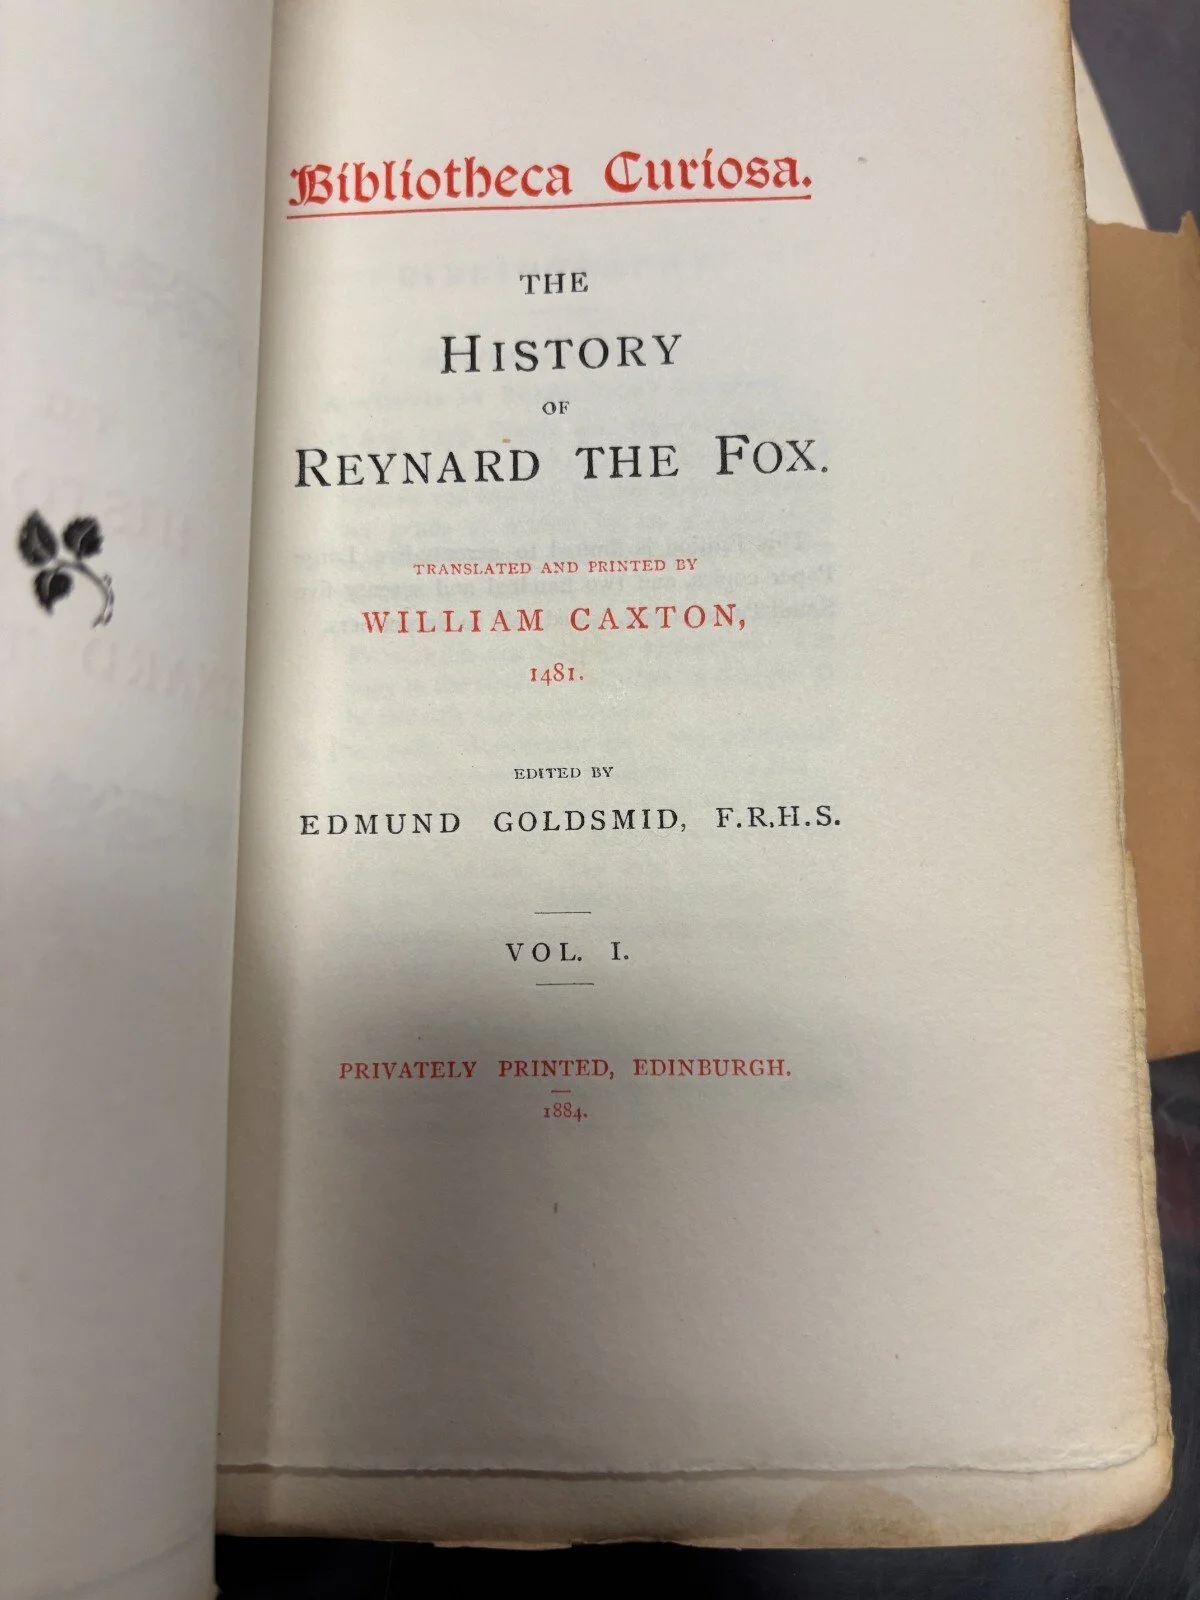 Bibliotheca Curiosa.
THE
HISTORY
OF
REYNARD THE FOX.
TRANSLATED AND PRINTED BY
WILLIAM CAXTON,
1481.
EDITED BY
EDMUND GOLDSMID, F.R.H.S.
VOL. I.
PRIVATELY PRINTED, EDINBURGH.
1884.